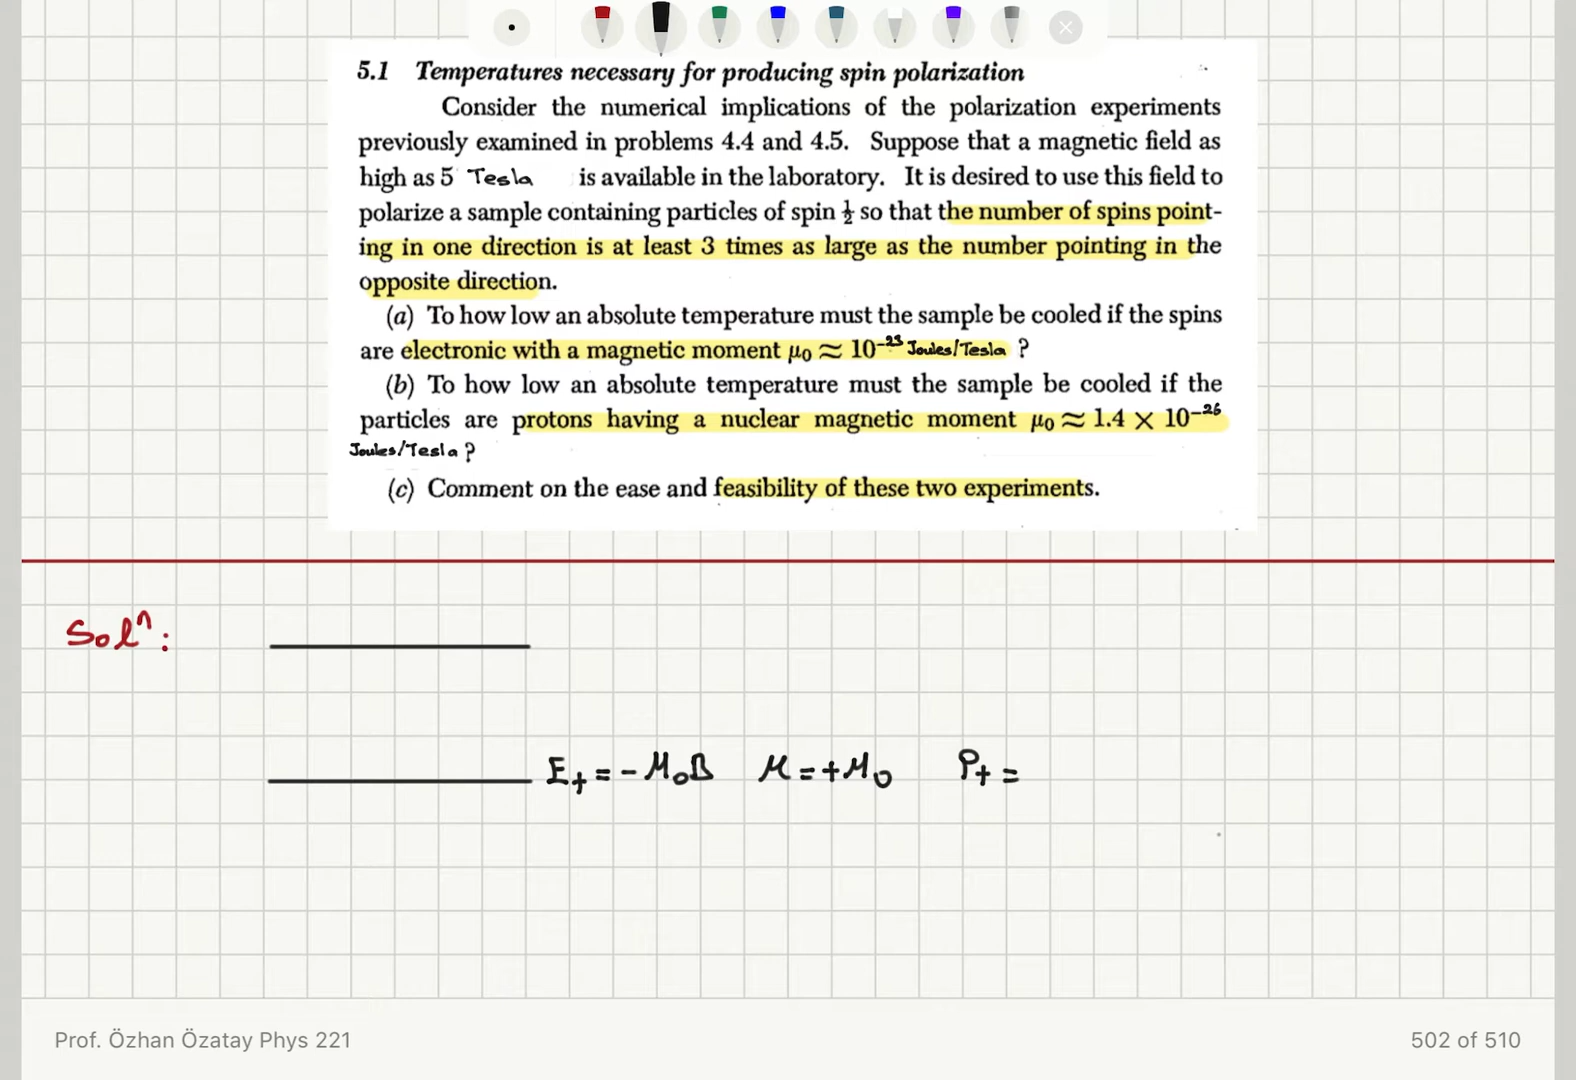 5.1 Temperatures necessary for producing spin polarization
Consider the numerical implications of the polarization experiments
previously examined in problems 4.4 and 4.5. Suppose that a magnetic field as
high as 5 Tesla is available in the laboratory. It is desired to use this field to
polarize a sample containing particles of spin ½ so that the number of spins point-
ing in one direction is at least 3 times as large as the number pointing in the
opposite direction.
(a) To how low an absolute temperature must the sample be cooled if the spins
are electronic with a magnetic moment μ₀ ≈ 10⁻²³ Joules/Tesla ?
(b) To how low an absolute temperature must the sample be cooled if the
particles are protons having a nuclear magnetic moment μ₀ ≈ 1.4 × 10⁻²⁶
Joules/Tesla ?
(c) Comment on the ease and feasibility of these two experiments.
Solⁿ:
E₊ = -μ₀B μ = +μ₀ P₊ =
Prof. Özhan Özatay Phys 221
502 of 510